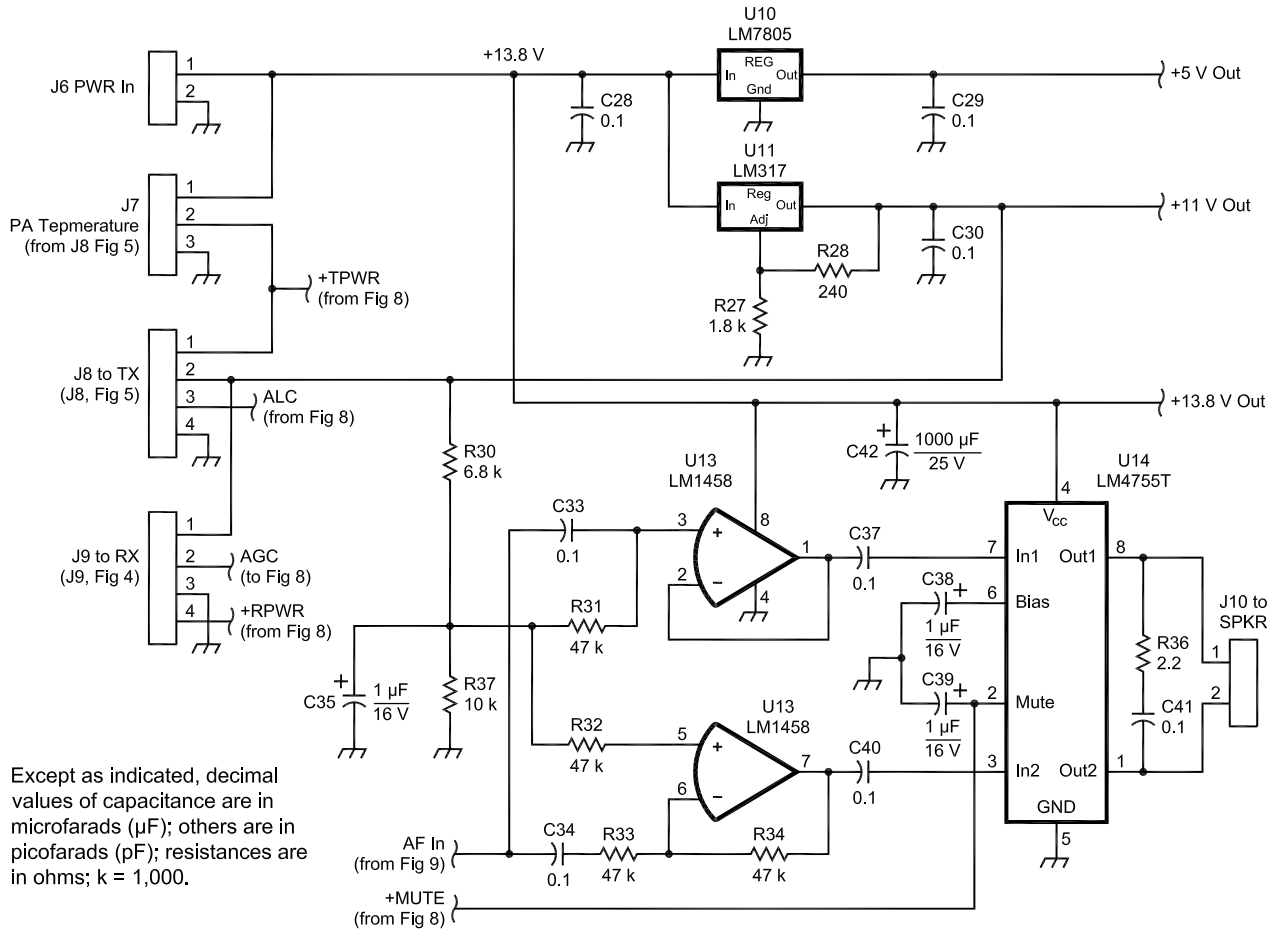 U10
LM7805
+13.8 V
REG
In
Out
Gnd
+5 V Out
J6 PWR In
1
2
C28
0.1
C29
0.1
U11
LM317
Reg
In
Out
Adj
+11 V Out
J7
PA Tepmerature
(from J8 Fig 5)
1
2
3
C30
0.1
R28
240
R27
1.8 k
+TPWR
(from Fig 8)
J8 to TX
(J8, Fig 5)
1
2
3
4
ALC
(from Fig 8)
+13.8 V Out
R30
6.8 k
C42
+
1000 µF
25 V
U13
LM1458
U14
LM4755T
J9 to RX
(J9, Fig 4)
1
2
3
4
AGC
(to Fig 8)
+RPWR
(from Fig 8)
C33
0.1
3
+
2
−
8
4
1
C37
0.1
R31
47 k
4
VCC
7
In1
Out1
8
6
Bias
2
Mute
3
In2
Out2
1
GND
5
C38
+
1 µF
16 V
C39
+
1 µF
16 V
R36
2.2
C41
0.1
J10 to
SPKR
1
2
C35
+
1 µF
16 V
R37
10 k
R32
47 k
U13
LM1458
5
+
6
−
7
C40
0.1
AF In
(from Fig 9)
C34
0.1
R33
47 k
R34
47 k
+MUTE
(from Fig 8)
Except as indicated, decimal
values of capacitance are in
microfarads (µF); others are in
picofarads (pF); resistances are
in ohms; k = 1,000.